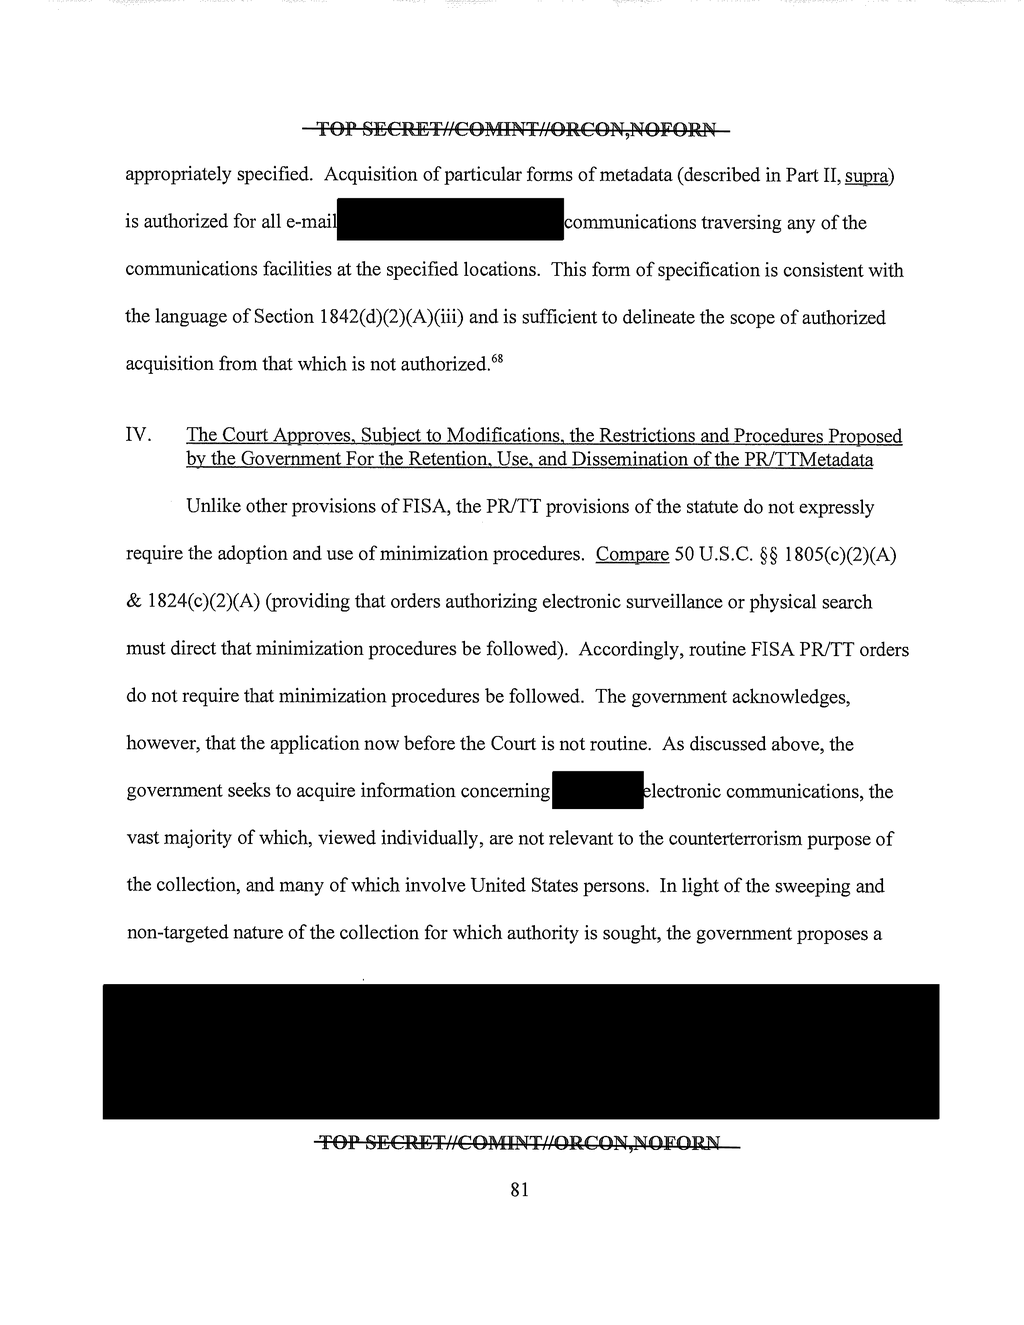 TOP SECRET//COMINT//ORCON,NOFORN
appropriately specified. Acquisition of particular forms of metadata (described in Part II, supra)
is authorized for all e-mail communications traversing any of the
communications facilities at the specified locations. This form of specification is consistent with
the language of Section 1842(d)(2)(A)(iii) and is sufficient to delineate the scope of authorized
acquisition from that which is not authorized.68
IV. The Court Approves, Subject to Modifications, the Restrictions and Procedures Proposed
by the Government For the Retention, Use, and Dissemination of the PR/TTMetadata
Unlike other provisions of FISA, the PR/TT provisions of the statute do not expressly
require the adoption and use of minimization procedures. Compare 50 U.S.C. §§ 1805(c)(2)(A)
& 1824(c)(2)(A) (providing that orders authorizing electronic surveillance or physical search
must direct that minimization procedures be followed). Accordingly, routine FISA PR/TT orders
do not require that minimization procedures be followed. The government acknowledges,
however, that the application now before the Court is not routine. As discussed above, the
government seeks to acquire information concerning electronic communications, the
vast majority of which, viewed individually, are not relevant to the counterterrorism purpose of
the collection, and many of which involve United States persons. In light of the sweeping and
non-targeted nature of the collection for which authority is sought, the government proposes a
TOP SECRET//COMINT//ORCON,NOFORN
81